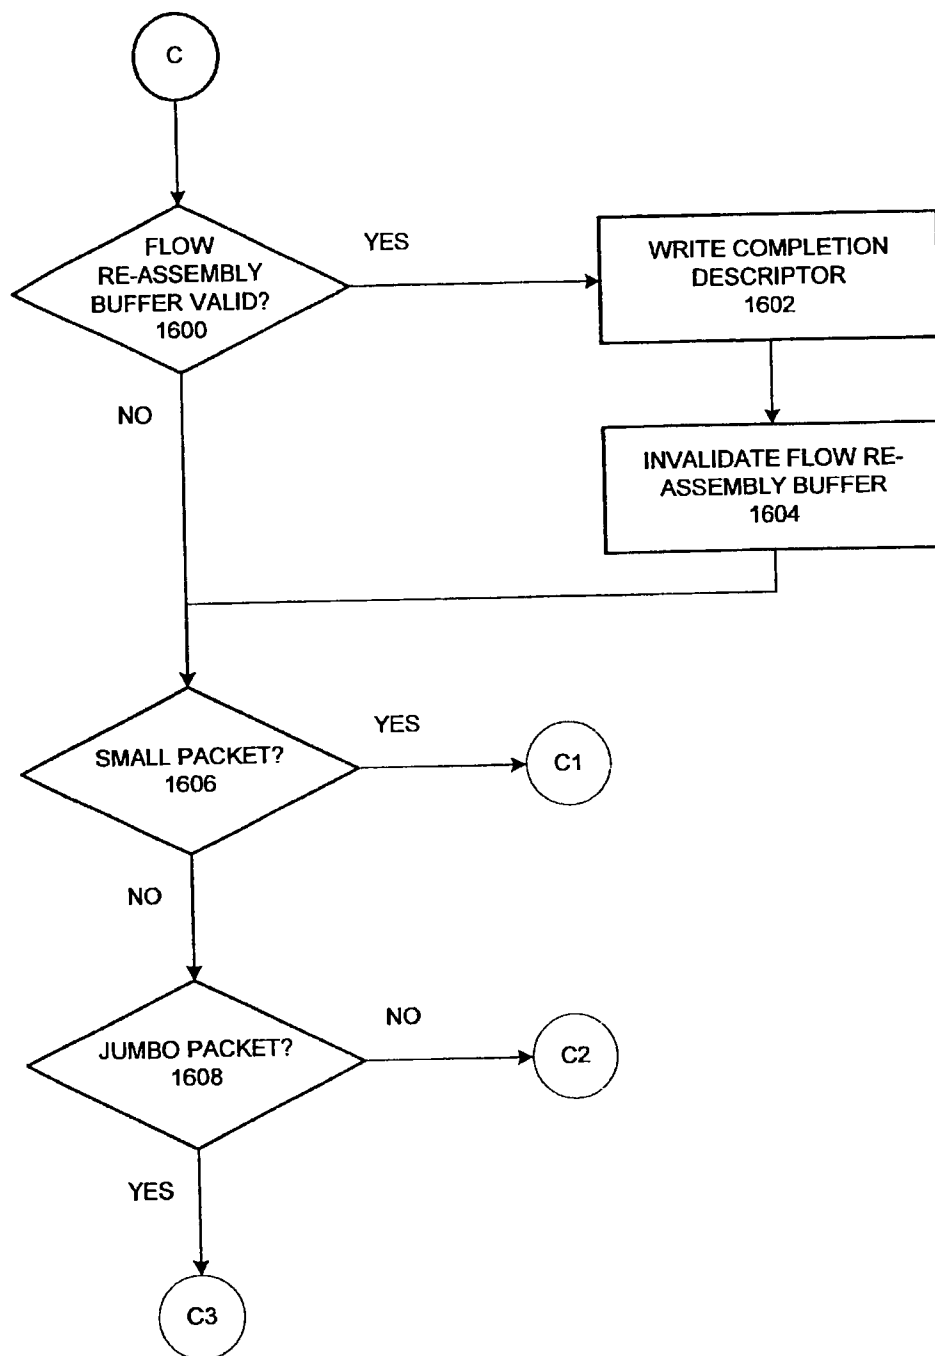 C
FLOW
RE-ASSEMBLY
BUFFER VALID?
1600
YES
WRITE COMPLETION
DESCRIPTOR
1602
NO
INVALIDATE FLOW RE-
ASSEMBLY BUFFER
1604
SMALL PACKET?
1606
YES
C1
NO
JUMBO PACKET?
1608
NO
C2
YES
C3